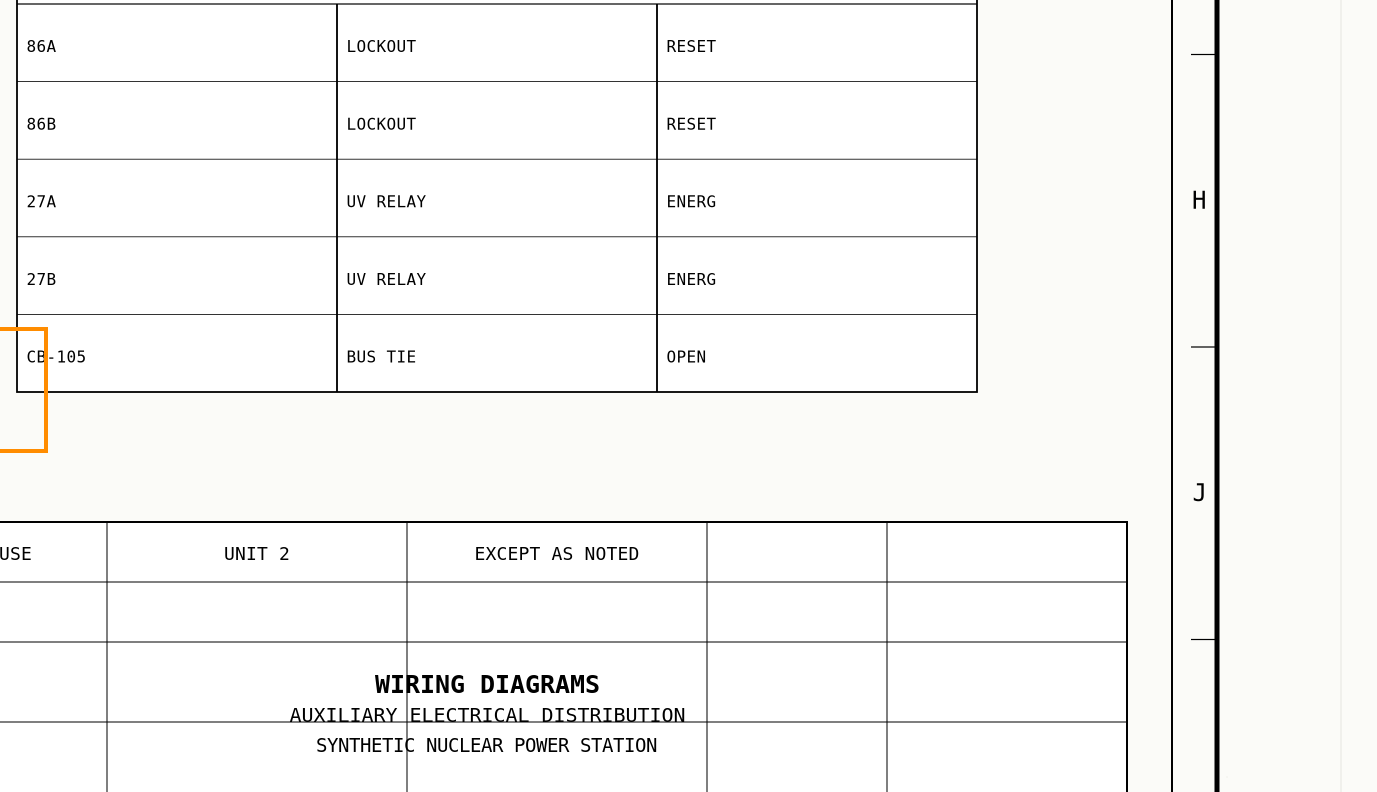 86A LOCKOUT RESET
86B LOCKOUT RESET
H
27A UV RELAY ENERG
27B UV RELAY ENERG
CB-105 BUS TIE OPEN
J
USE UNIT 2 EXCEPT AS NOTED
WIRING DIAGRAMS
AUXILIARY ELECTRICAL DISTRIBUTION
SYNTHETIC NUCLEAR POWER STATION